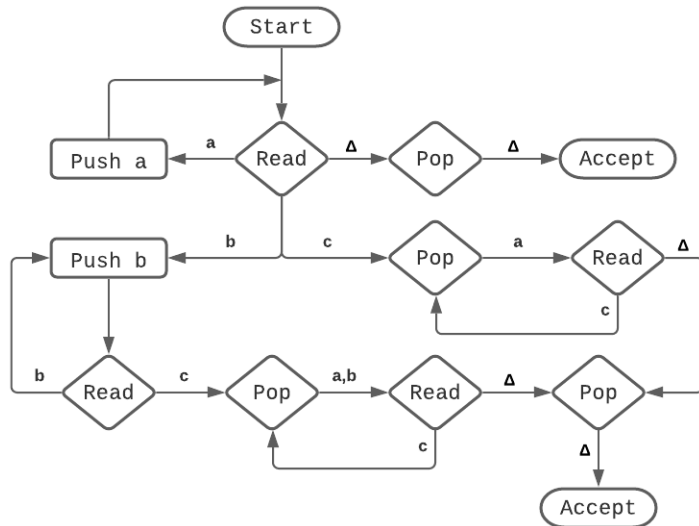 Start
a
Δ
Δ
Push a
Read
Pop
Accept
b
c
a
Δ
Push b
Pop
Read
c
b
c
a,b
Δ
Read
Pop
Read
Pop
c
Δ
Accept